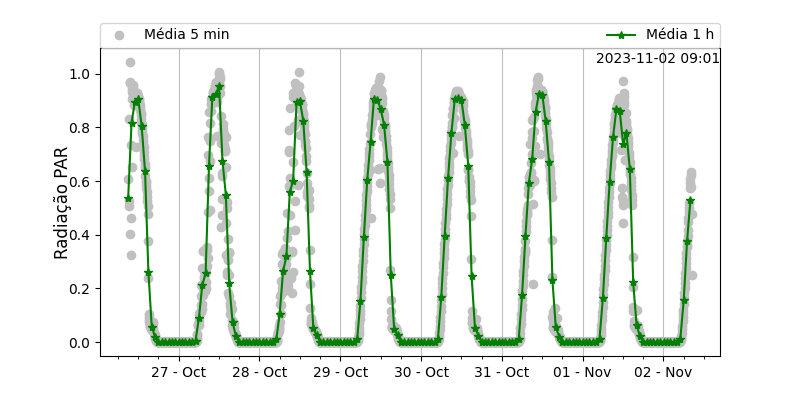 Média 5 min
Média 1 h
2023-11-02 09:01
Radiação PAR
1.0
0.8
0.6
0.4
0.2
0.0
27 - Oct
28 - Oct
29 - Oct
30 - Oct
31 - Oct
01 - Nov
02 - Nov